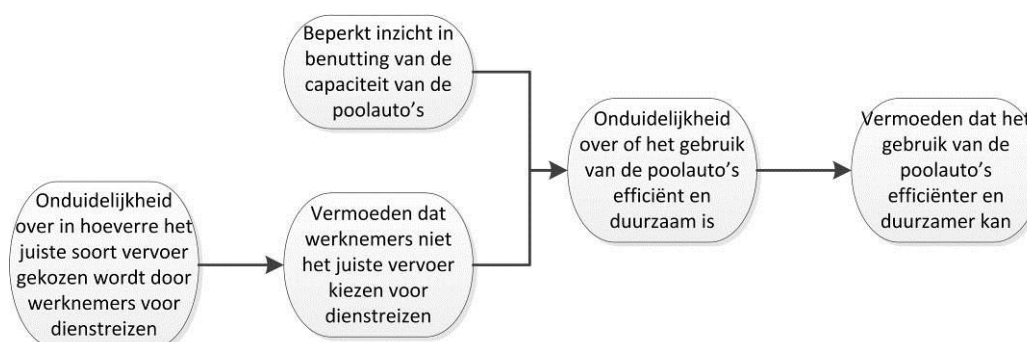 Beperkt inzicht in
benutting van de
capaciteit van de
poolauto's
Onduidelijkheid
over in hoeverre het
juiste soort vervoer
gekozen wordt door
werknemers voor
dienstreizen
Vermoeden dat
werknemers niet
het juiste vervoer
kiezen voor
dienstreizen
Onduidelijkheid
over of het gebruik
van de poolauto's
efficiënt en
duurzaam is
Vermoeden dat het
gebruik van de
poolauto's
efficiënter en
duurzamer kan